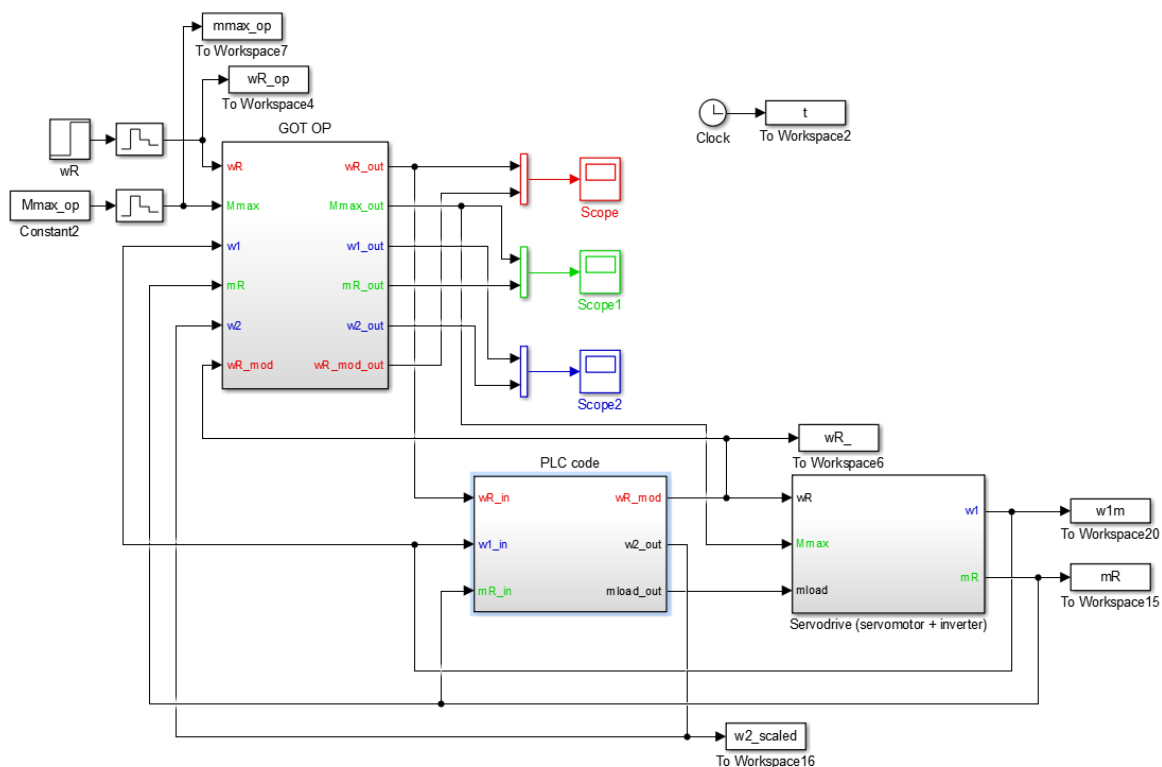 mmax_op
To Workspace7
wR_op
To Workspace4
wR
Mmax_op
Constant2
GOT OP
wR
Mmax
w1
mR
w2
wR_mod
wR_out
Mmax_out
w1_out
mR_out
w2_out
wR_mod_out
Scope
Scope1
Scope2
Clock
t
To Workspace2
PLC code
wR_in
w1_in
mR_in
wR_mod
w2_out
mload_out
wR_
To Workspace6
wR
Mmax
mload
w1
mR
Servodrive (servomotor + inverter)
w1m
To Workspace20
mR
To Workspace15
w2_scaled
To Workspace16